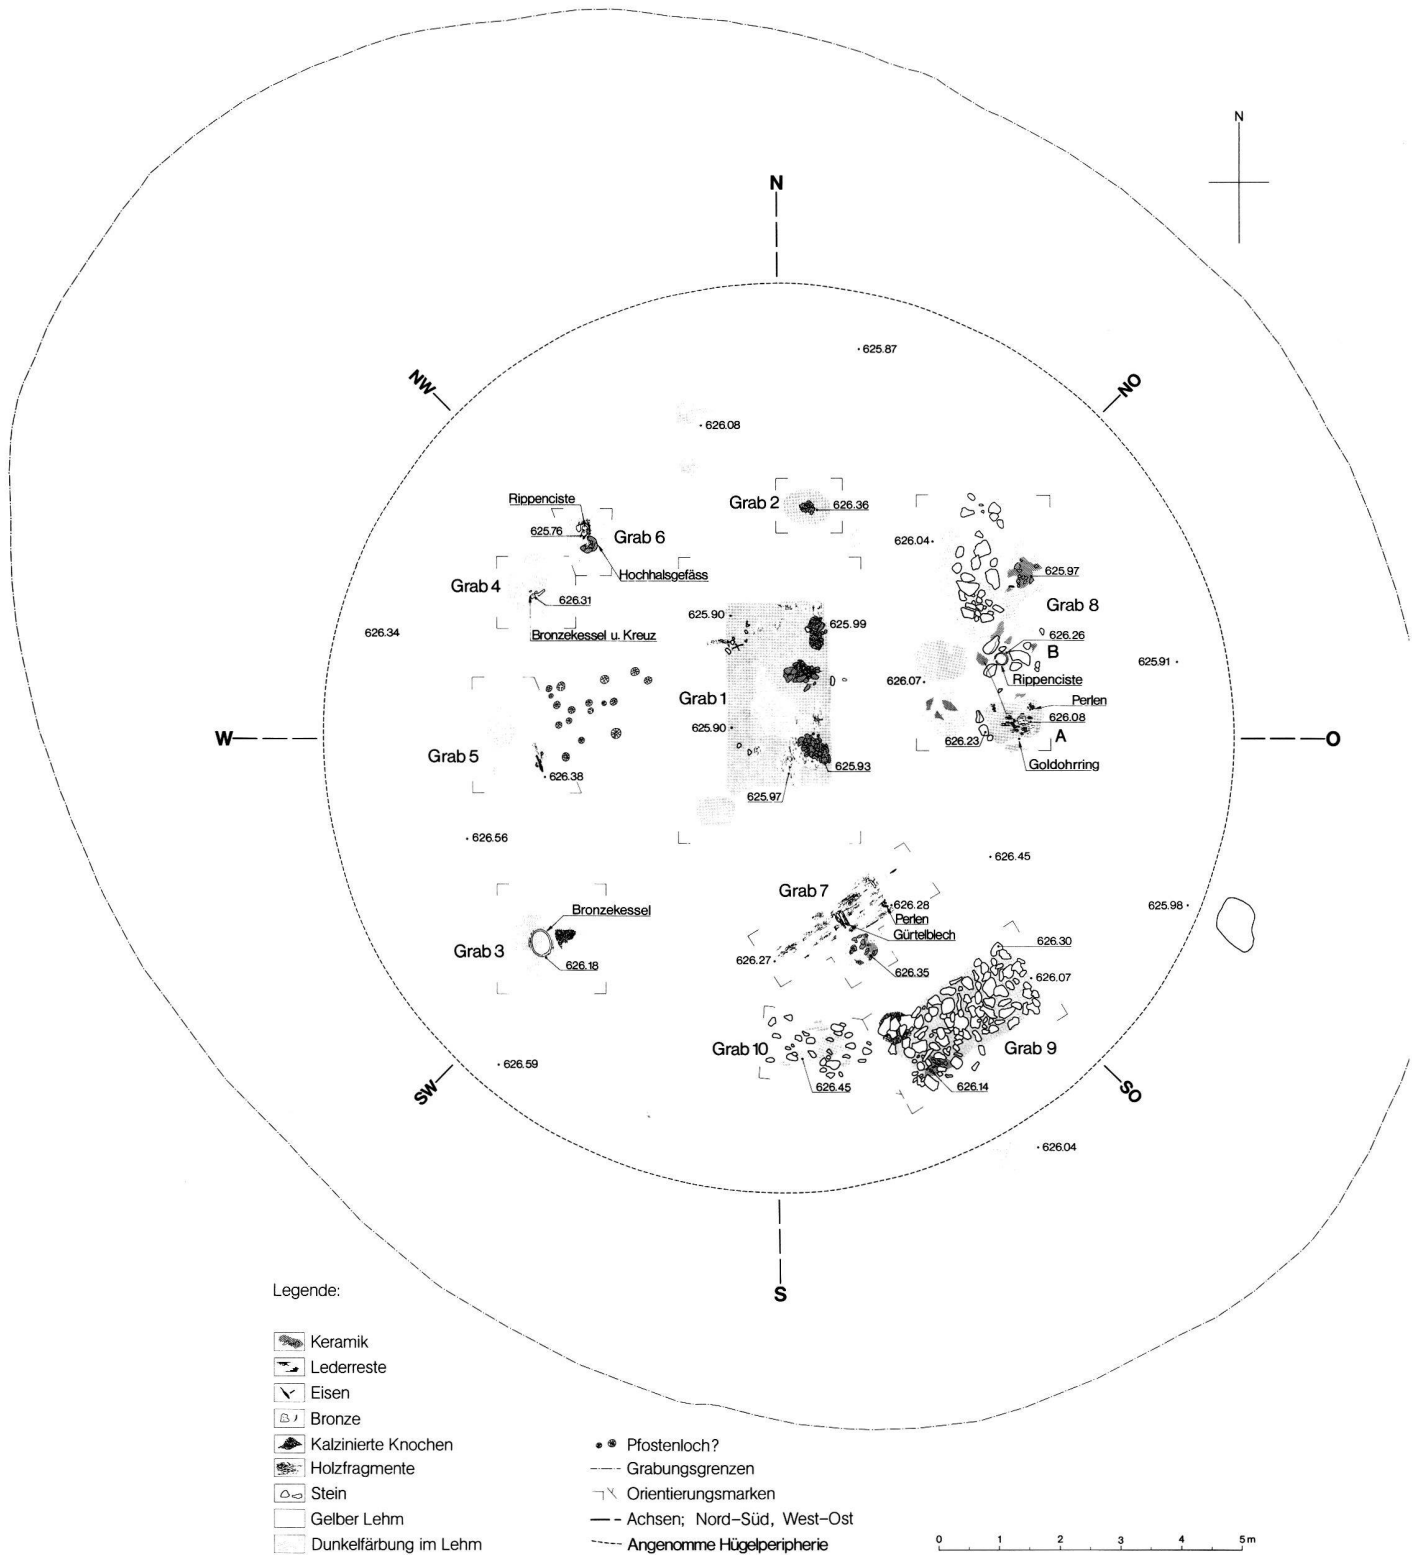 N
N
625.87
NW
NO
626.08
Rippenciste
Grab 2
626.36
625.76
Grab 6
626.04
Hochhalsgefäss
625.97
Grab 4
626.31
Grab 8
625.90
625.99
626.34
Bronzekessel u. Kreuz
626.26
B
625.91
Rippenciste
626.07
Grab 1
Perlen
625.90
626.08
W
626.23
A
O
Grab 5
Goldohrring
626.38
625.93
625.97
626.56
626.45
Grab 7
626.28
625.98
Bronzekessel
Perlen
Gürtelblech
626.30
Grab 3
626.18
626.27
626.35
626.07
Grab 10
Grab 9
626.59
626.45
626.14
SW
SO
626.04
S
Legende:
Keramik
Lederreste
Eisen
Bronze
Kalzinierte Knochen
Holzfragmente
Stein
Gelber Lehm
Dunkelfärbung im Lehm
Pfostenloch?
Grabungsgrenzen
Orientierungsmarken
Achsen; Nord–Süd, West–Ost
Angenomme Hügelperipherie
0 1 2 3 4 5m